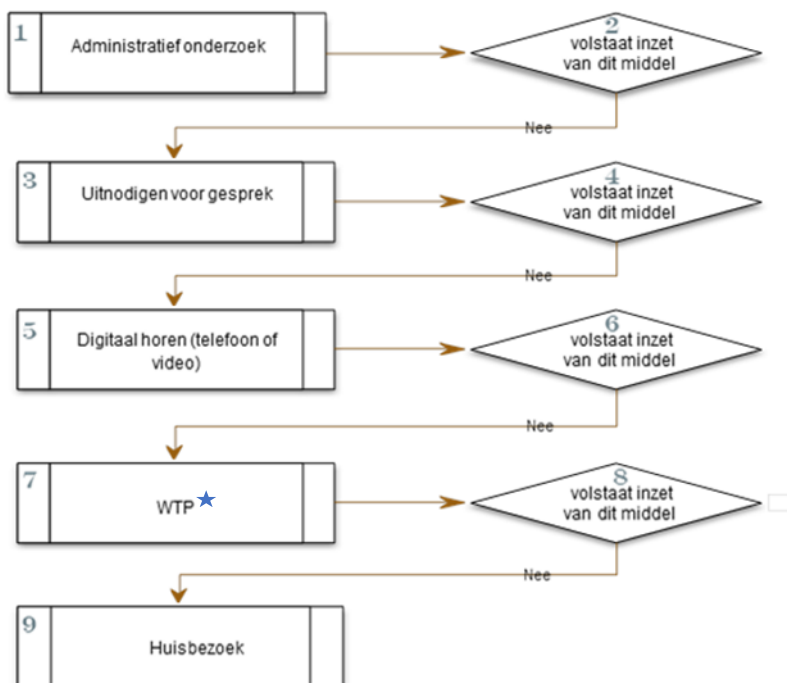 1
Administratief onderzoek
2
volstaat inzet
van dit middel
Nee
3
Uitnodigen voor gesprek
4
volstaat inzet
van dit middel
Nee
5
Digitaal horen (telefoon of
video)
6
volstaat inzet
van dit middel
Nee
7
WTP
8
volstaat inzet
van dit middel
Nee
9
Huisbezoek